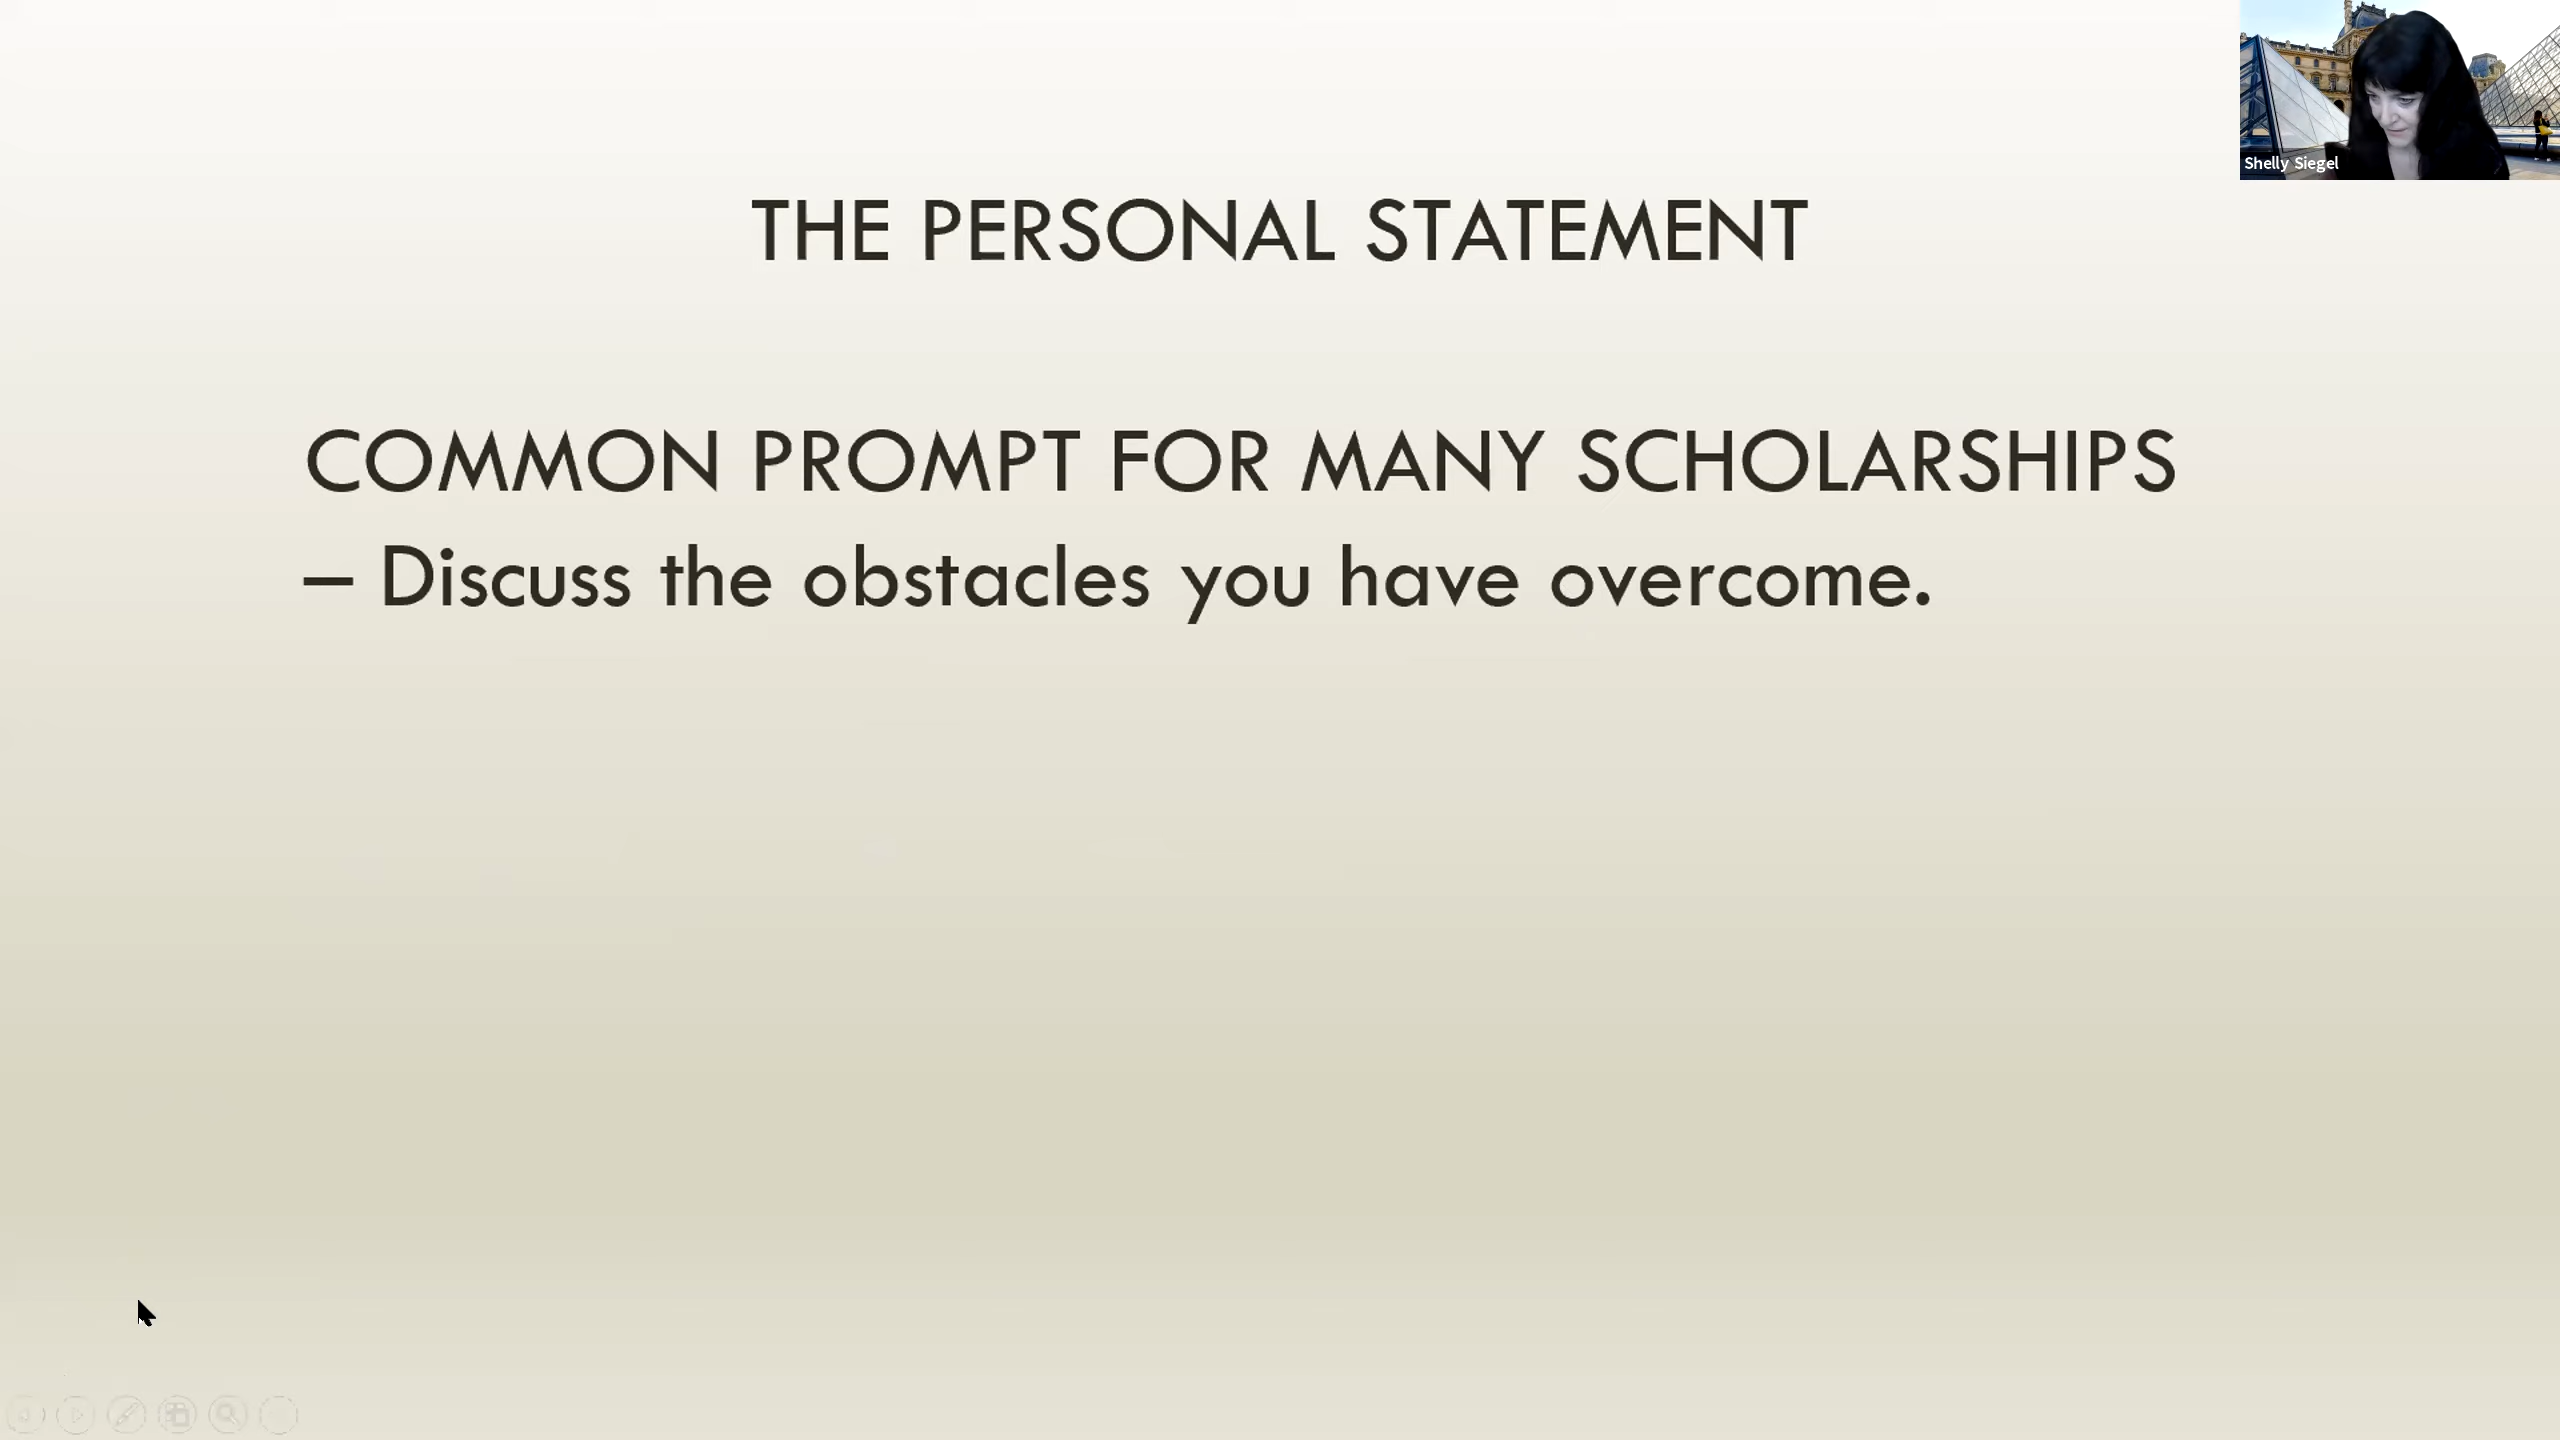 Shelly Siegel
THE PERSONAL STATEMENT
COMMON PROMPT FOR MANY SCHOLARSHIPS
– Discuss the obstacles you have overcome.